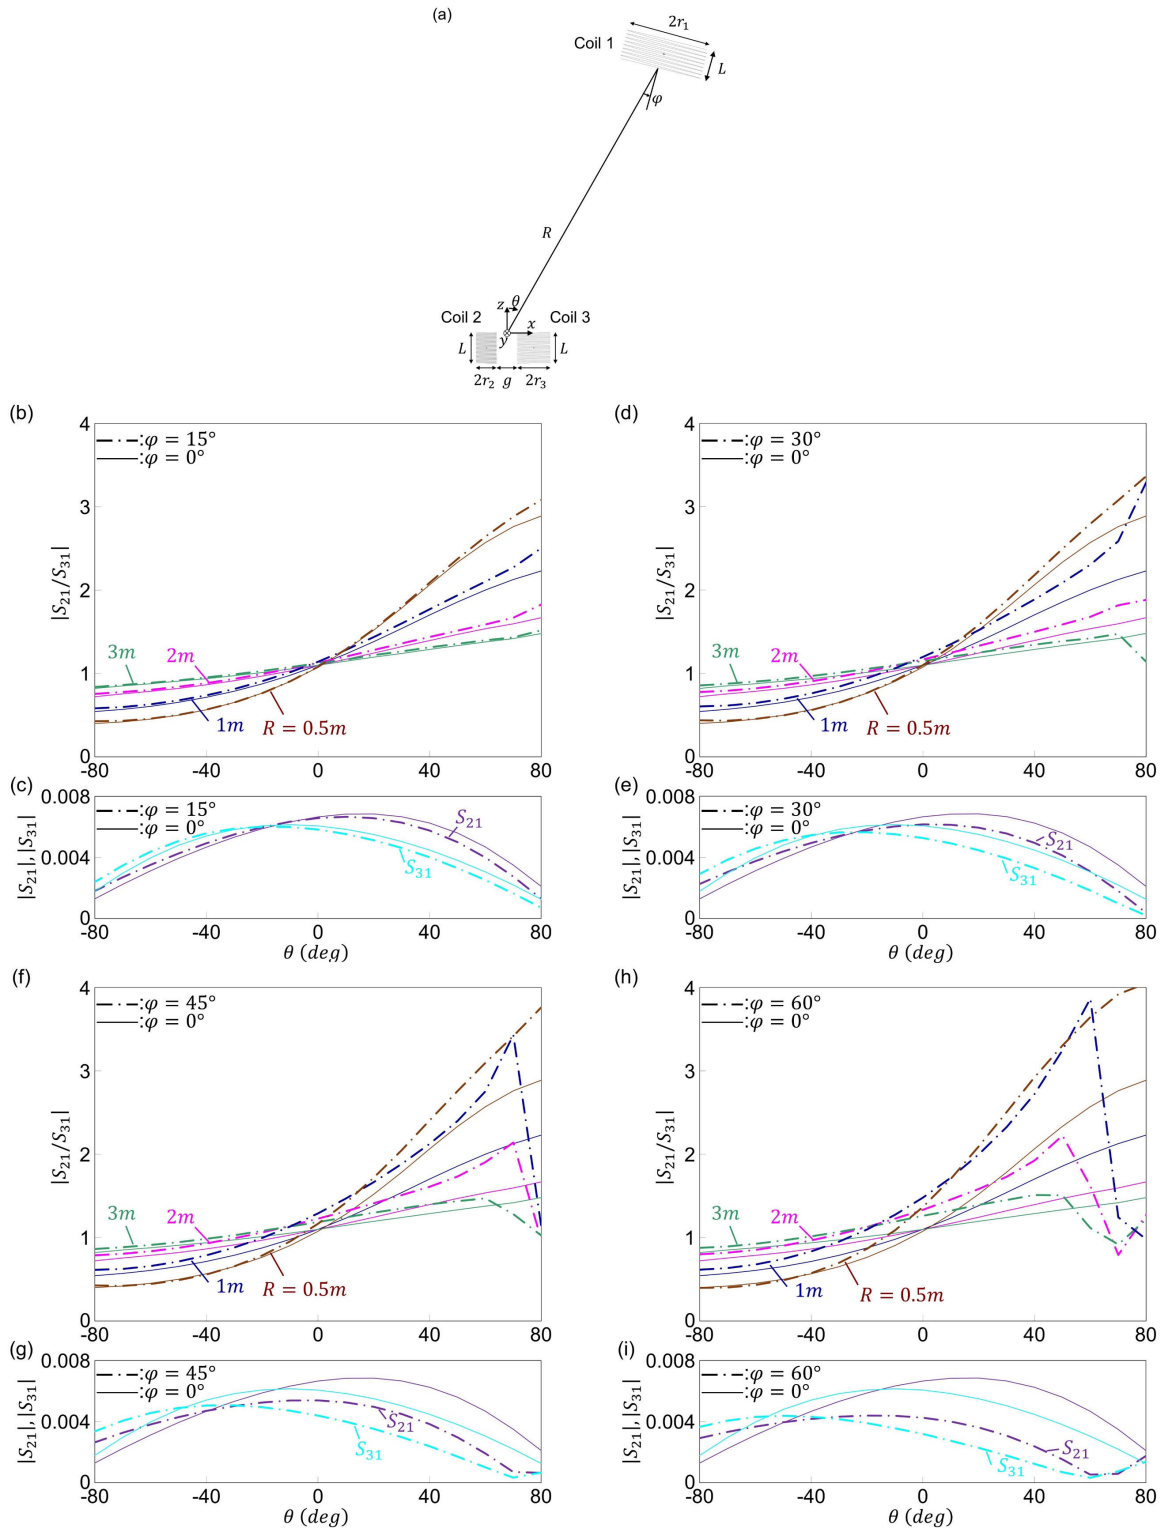 (a)
2r₁
Coil 1
L
φ
R
z θ
Coil 2 Coil 3
x
y
L L
2r₂ g 2r₃
(b)
4
:φ = 15°
:φ = 0°
3
|S₂₁/S₃₁|
2
3m 2m
1
1m R = 0.5m
0
-80 -40 0 40 80
(c)
0.008
:φ = 15°
:φ = 0°
S₂₁
|S₂₁|, |S₃₁|
0.004
S₃₁
0
-80 -40 0 40 80
θ (deg)
(d)
4
:φ = 30°
:φ = 0°
3
|S₂₁/S₃₁|
2
3m 2m
1
1m R = 0.5m
0
-80 -40 0 40 80
(e)
0.008
:φ = 30°
:φ = 0°
S₂₁
|S₂₁|, |S₃₁|
0.004
S₃₁
0
-80 -40 0 40 80
θ (deg)
(f)
4
:φ = 45°
:φ = 0°
3
|S₂₁/S₃₁|
2
3m 2m
1
1m R = 0.5m
0
-80 -40 0 40 80
(g)
0.008
:φ = 45°
:φ = 0°
|S₂₁|, |S₃₁|
0.004
S₂₁
S₃₁
0
-80 -40 0 40 80
θ (deg)
(h)
4
:φ = 60°
:φ = 0°
3
|S₂₁/S₃₁|
2
3m 2m
1
1m R = 0.5m
0
-80 -40 0 40 80
(i)
0.008
:φ = 60°
:φ = 0°
|S₂₁|, |S₃₁|
0.004
S₂₁
S₃₁
0
-80 -40 0 40 80
θ (deg)